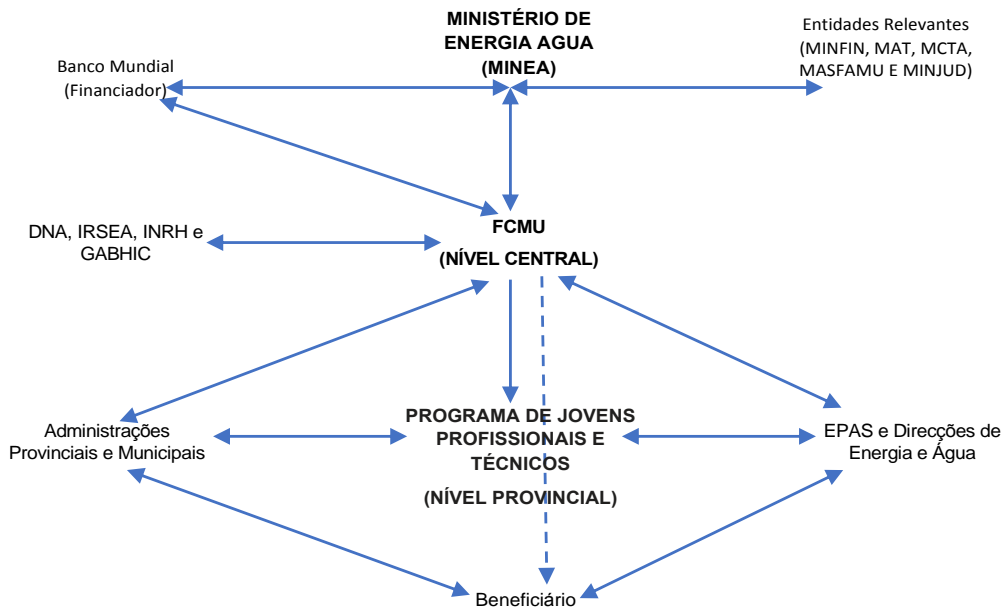 MINISTÉRIO DE
ENERGIA AGUA
(MINEA)
Entidades Relevantes
(MINFIN, MAT, MCTA,
MASFAMU E MINJUD)
Banco Mundial
(Financiador)
DNA, IRSEA, INRH e
GABHIC
FCMU
(NÍVEL CENTRAL)
Administrações
Provinciais e Municipais
PROGRAMA DE JOVENS
PROFISSIONAIS E
TÉCNICOS
(NÍVEL PROVINCIAL)
EPAS e Direcções de
Energia e Água
Beneficiário